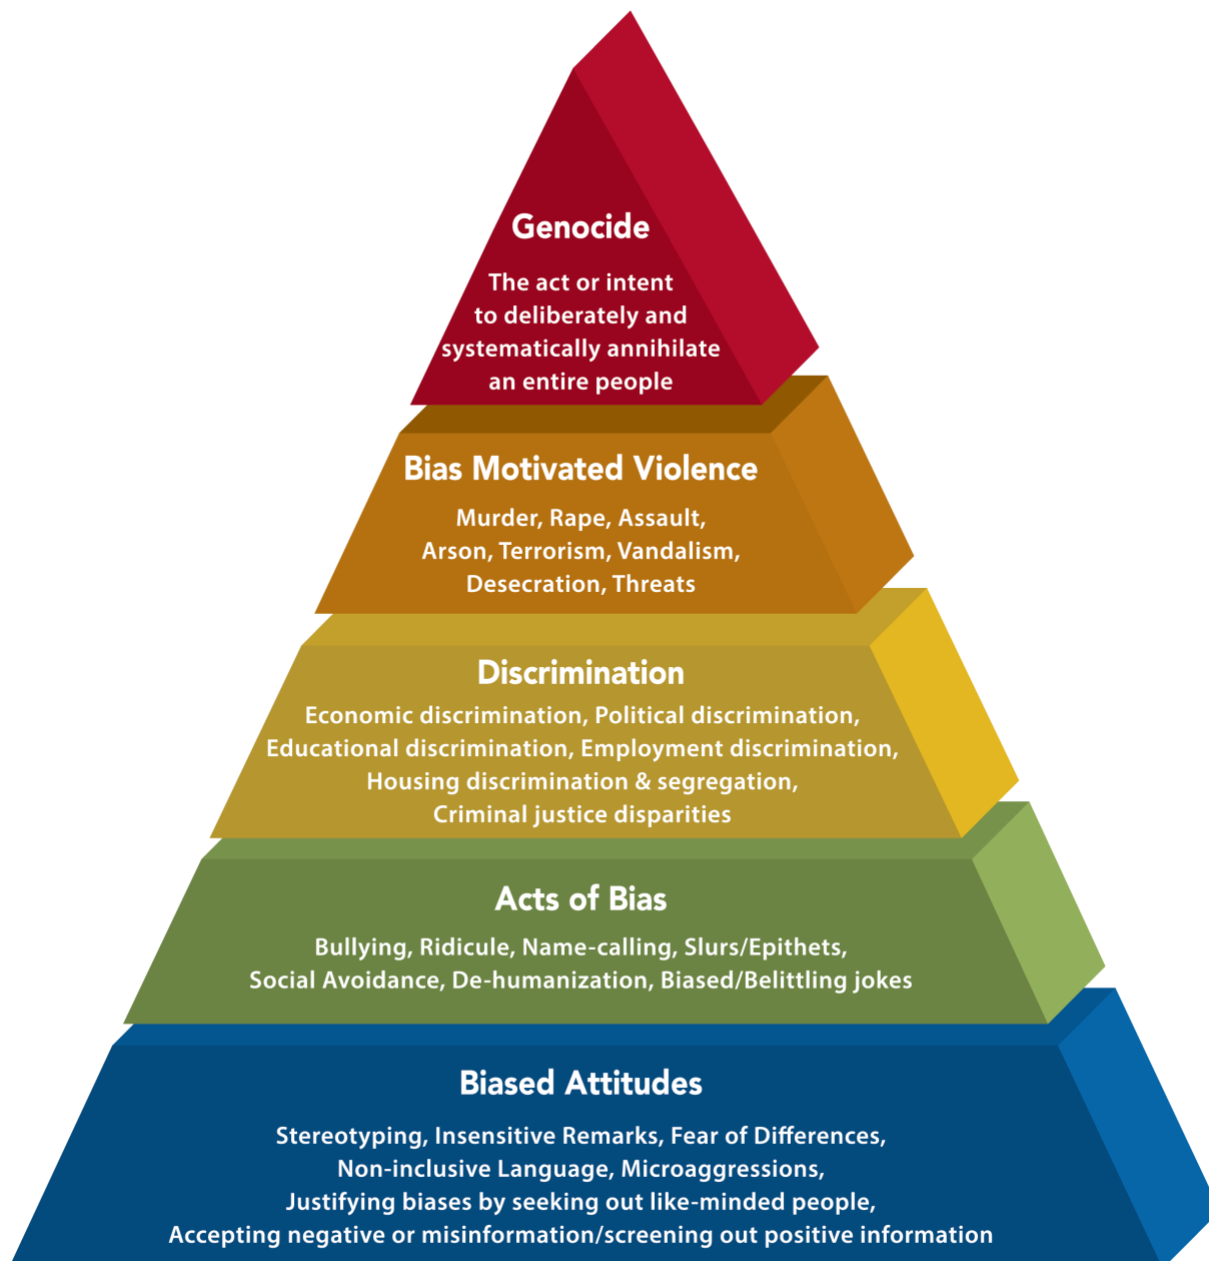 Genocide
The act or intent
to deliberately and
systematically annihilate
an entire people
Bias Motivated Violence
Murder, Rape, Assault,
Arson, Terrorism, Vandalism,
Desecration, Threats
Discrimination
Economic discrimination, Political discrimination,
Educational discrimination, Employment discrimination,
Housing discrimination & segregation,
Criminal justice disparities
Acts of Bias
Bullying, Ridicule, Name-calling, Slurs/Epithets,
Social Avoidance, De-humanization, Biased/Belittling jokes
Biased Attitudes
Stereotyping, Insensitive Remarks, Fear of Differences,
Non-inclusive Language, Microaggressions,
Justifying biases by seeking out like-minded people,
Accepting negative or misinformation/screening out positive information